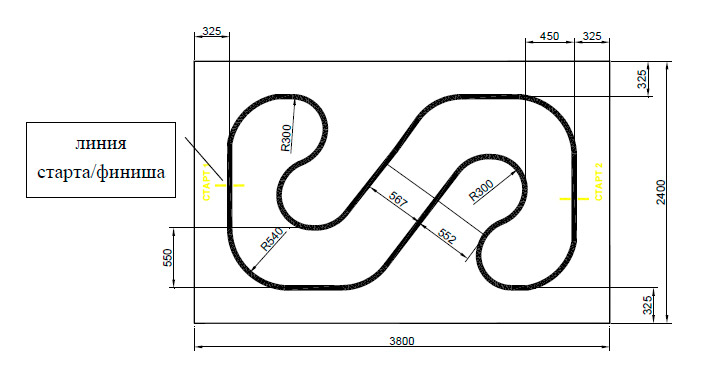 325
450
325
325
линия
старта/финиша
R300
СТАРТ 1
R300
СТАРТ 2
567
552
2400
R540
550
325
3800